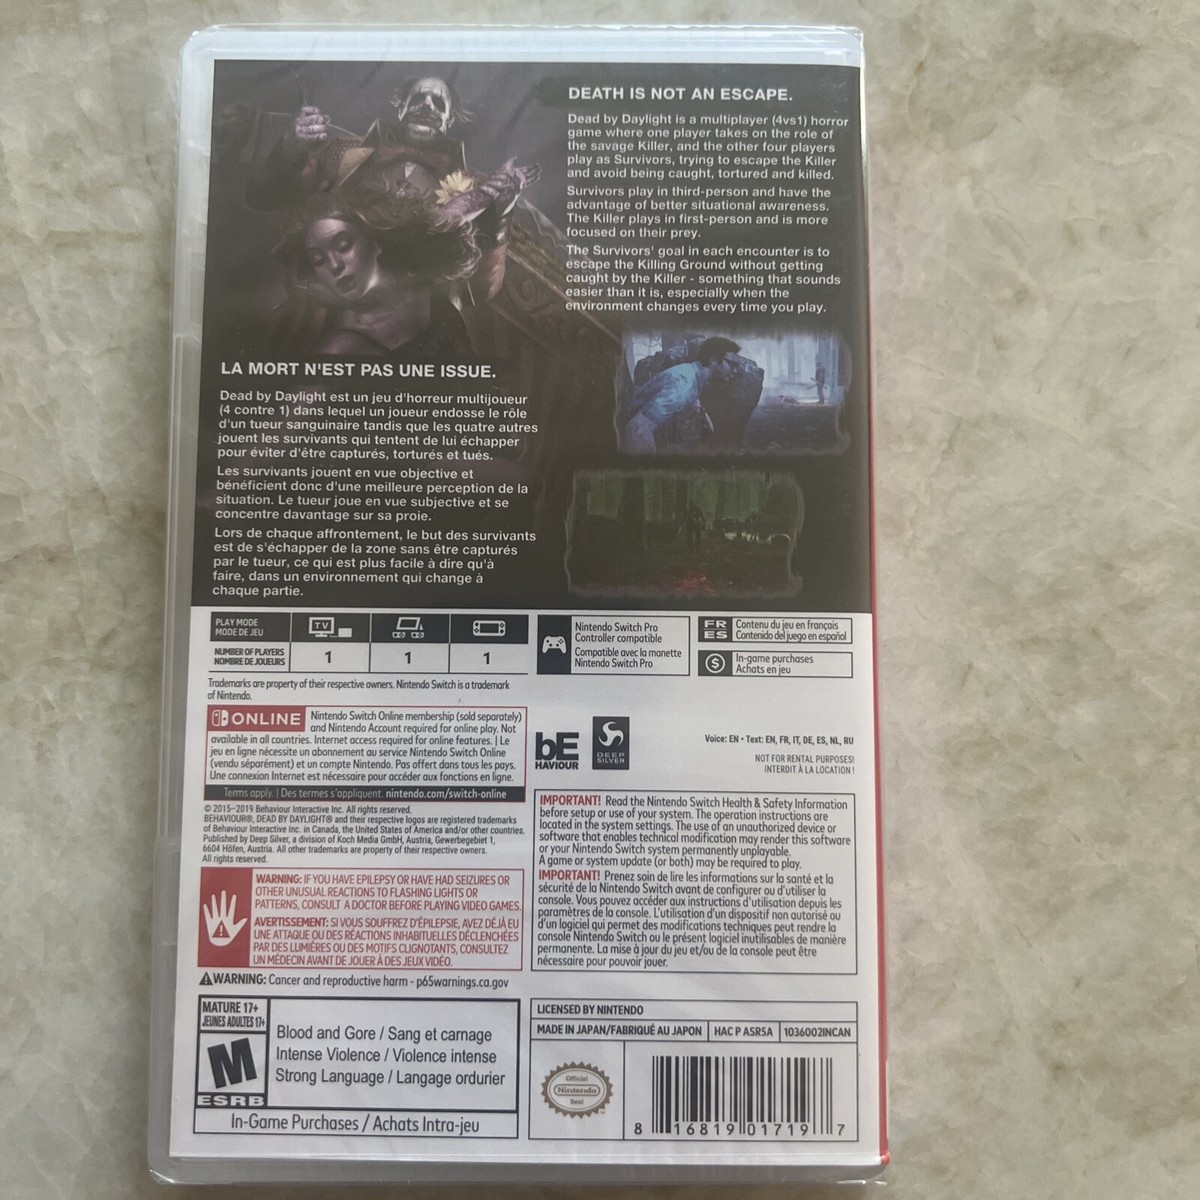 DEATH IS NOT AN ESCAPE.
Dead by Daylight is a multiplayer (4vs1) horror
game where one player takes on the role of
the savage Killer, and the other four players
play as Survivors, trying to escape the Killer
and avoid being caught, tortured and killed.
Survivors play in third-person and have the
advantage of better situational awareness.
The Killer plays in first-person and is more
focused on their prey.
The Survivors' goal in each encounter is to
escape the Killing Ground without getting
caught by the Killer - something that sounds
easier than it is, especially when the
environment changes every time you play.
LA MORT N'EST PAS UNE ISSUE.
Dead by Daylight est un jeu d'horreur multijoueur
(4 contre 1) dans lequel un joueur endosse le rôle
d'un tueur sanguinaire tandis que les quatre autres
jouent les survivants qui tentent de lui échapper
pour éviter d'être capturés, torturés et tués.
Les survivants jouent en vue objective et
bénéficient donc d'une meilleure perception de la
situation. Le tueur joue en vue subjective et se
concentre davantage sur sa proie.
Lors de chaque affrontement, le but des survivants
est de s'échapper de la zone sans être capturés
par le tueur, ce qui est plus facile à dire qu'à
faire, dans un environnement qui change à
chaque partie.
PLAY MODE
MODE DE JEU
TV
NUMBER OF PLAYERS
NOMBRE DE JOUEURS
1 1 1
Nintendo Switch Pro
Controller compatible
Compatible avec la manette
Nintendo Switch Pro
FR
ES
Contenu du jeu en français
Contenido del juego en español
$
In-game purchases
Achats en jeu
Trademarks are property of their respective owners. Nintendo Switch is a trademark
of Nintendo.
ONLINE
Nintendo Switch Online membership (sold separately)
and Nintendo Account required for online play. Not
available in all countries. Internet access required for online features. | Le
jeu en ligne nécessite un abonnement au service Nintendo Switch Online
(vendu séparément) et un compte Nintendo. Pas offert dans tous les pays.
Une connexion Internet est nécessaire pour accéder aux fonctions en ligne.
Terms apply. | Des termes s'appliquent. nintendo.com/switch-online
bE
HAVIOUR
DEEP
SILVER
Voice: EN • Text: EN, FR, IT, DE, ES, NL, RU
NOT FOR RENTAL PURPOSES!
INTERDIT À LA LOCATION !
© 2015–2019 Behaviour Interactive Inc. All rights reserved.
BEHAVIOUR®, DEAD BY DAYLIGHT® and their respective logos are registered trademarks
of Behaviour Interactive Inc. in Canada, the United States of America and/or other countries.
Published by Deep Silver, a division of Koch Media GmbH, Austria, Gewerbegebiet 1,
6604 Höfen, Austria. All other trademarks are property of their respective owners.
All rights reserved.
WARNING: IF YOU HAVE EPILEPSY OR HAVE HAD SEIZURES OR
OTHER UNUSUAL REACTIONS TO FLASHING LIGHTS OR
PATTERNS, CONSULT A DOCTOR BEFORE PLAYING VIDEO GAMES.
AVERTISSEMENT: SI VOUS SOUFFREZ D'ÉPILEPSIE, AVEZ DÉJÀ EU
UNE ATTAQUE OU DES RÉACTIONS INHABITUELLES DÉCLENCHÉES
PAR DES LUMIÈRES OU DES MOTIFS CLIGNOTANTS, CONSULTEZ
UN MÉDECIN AVANT DE JOUER À DES JEUX VIDÉO.
WARNING: Cancer and reproductive harm - p65warnings.ca.gov
IMPORTANT! Read the Nintendo Switch Health & Safety Information
before setup or use of your system. The operation instructions are
located in the system settings. The use of an unauthorized device or
software that enables technical modification may render this software
or your Nintendo Switch system permanently unplayable.
A game or system update (or both) may be required to play.
IMPORTANT! Prenez soin de lire les informations sur la santé et la
sécurité de la Nintendo Switch avant de configurer ou d'utiliser la
console. Vous pouvez accéder aux instructions d'utilisation depuis les
paramètres de la console. L'utilisation d'un dispositif non autorisé ou
d'un logiciel qui permet des modifications techniques peut rendre la
console Nintendo Switch ou le présent logiciel inutilisables de manière
permanente. La mise à jour du jeu et/ou de la console peut être
nécessaire pour pouvoir jouer.
MATURE 17+
JEUNES ADULTES 17+
M
ESRB
Blood and Gore / Sang et carnage
Intense Violence / Violence intense
Strong Language / Langage ordurier
In-Game Purchases / Achats Intra-jeu
LICENSED BY NINTENDO
MADE IN JAPAN/FABRIQUÉ AU JAPON HAC P ASR5A 1036002INCAN
Official
Nintendo
Seal
8 16819 01719 7